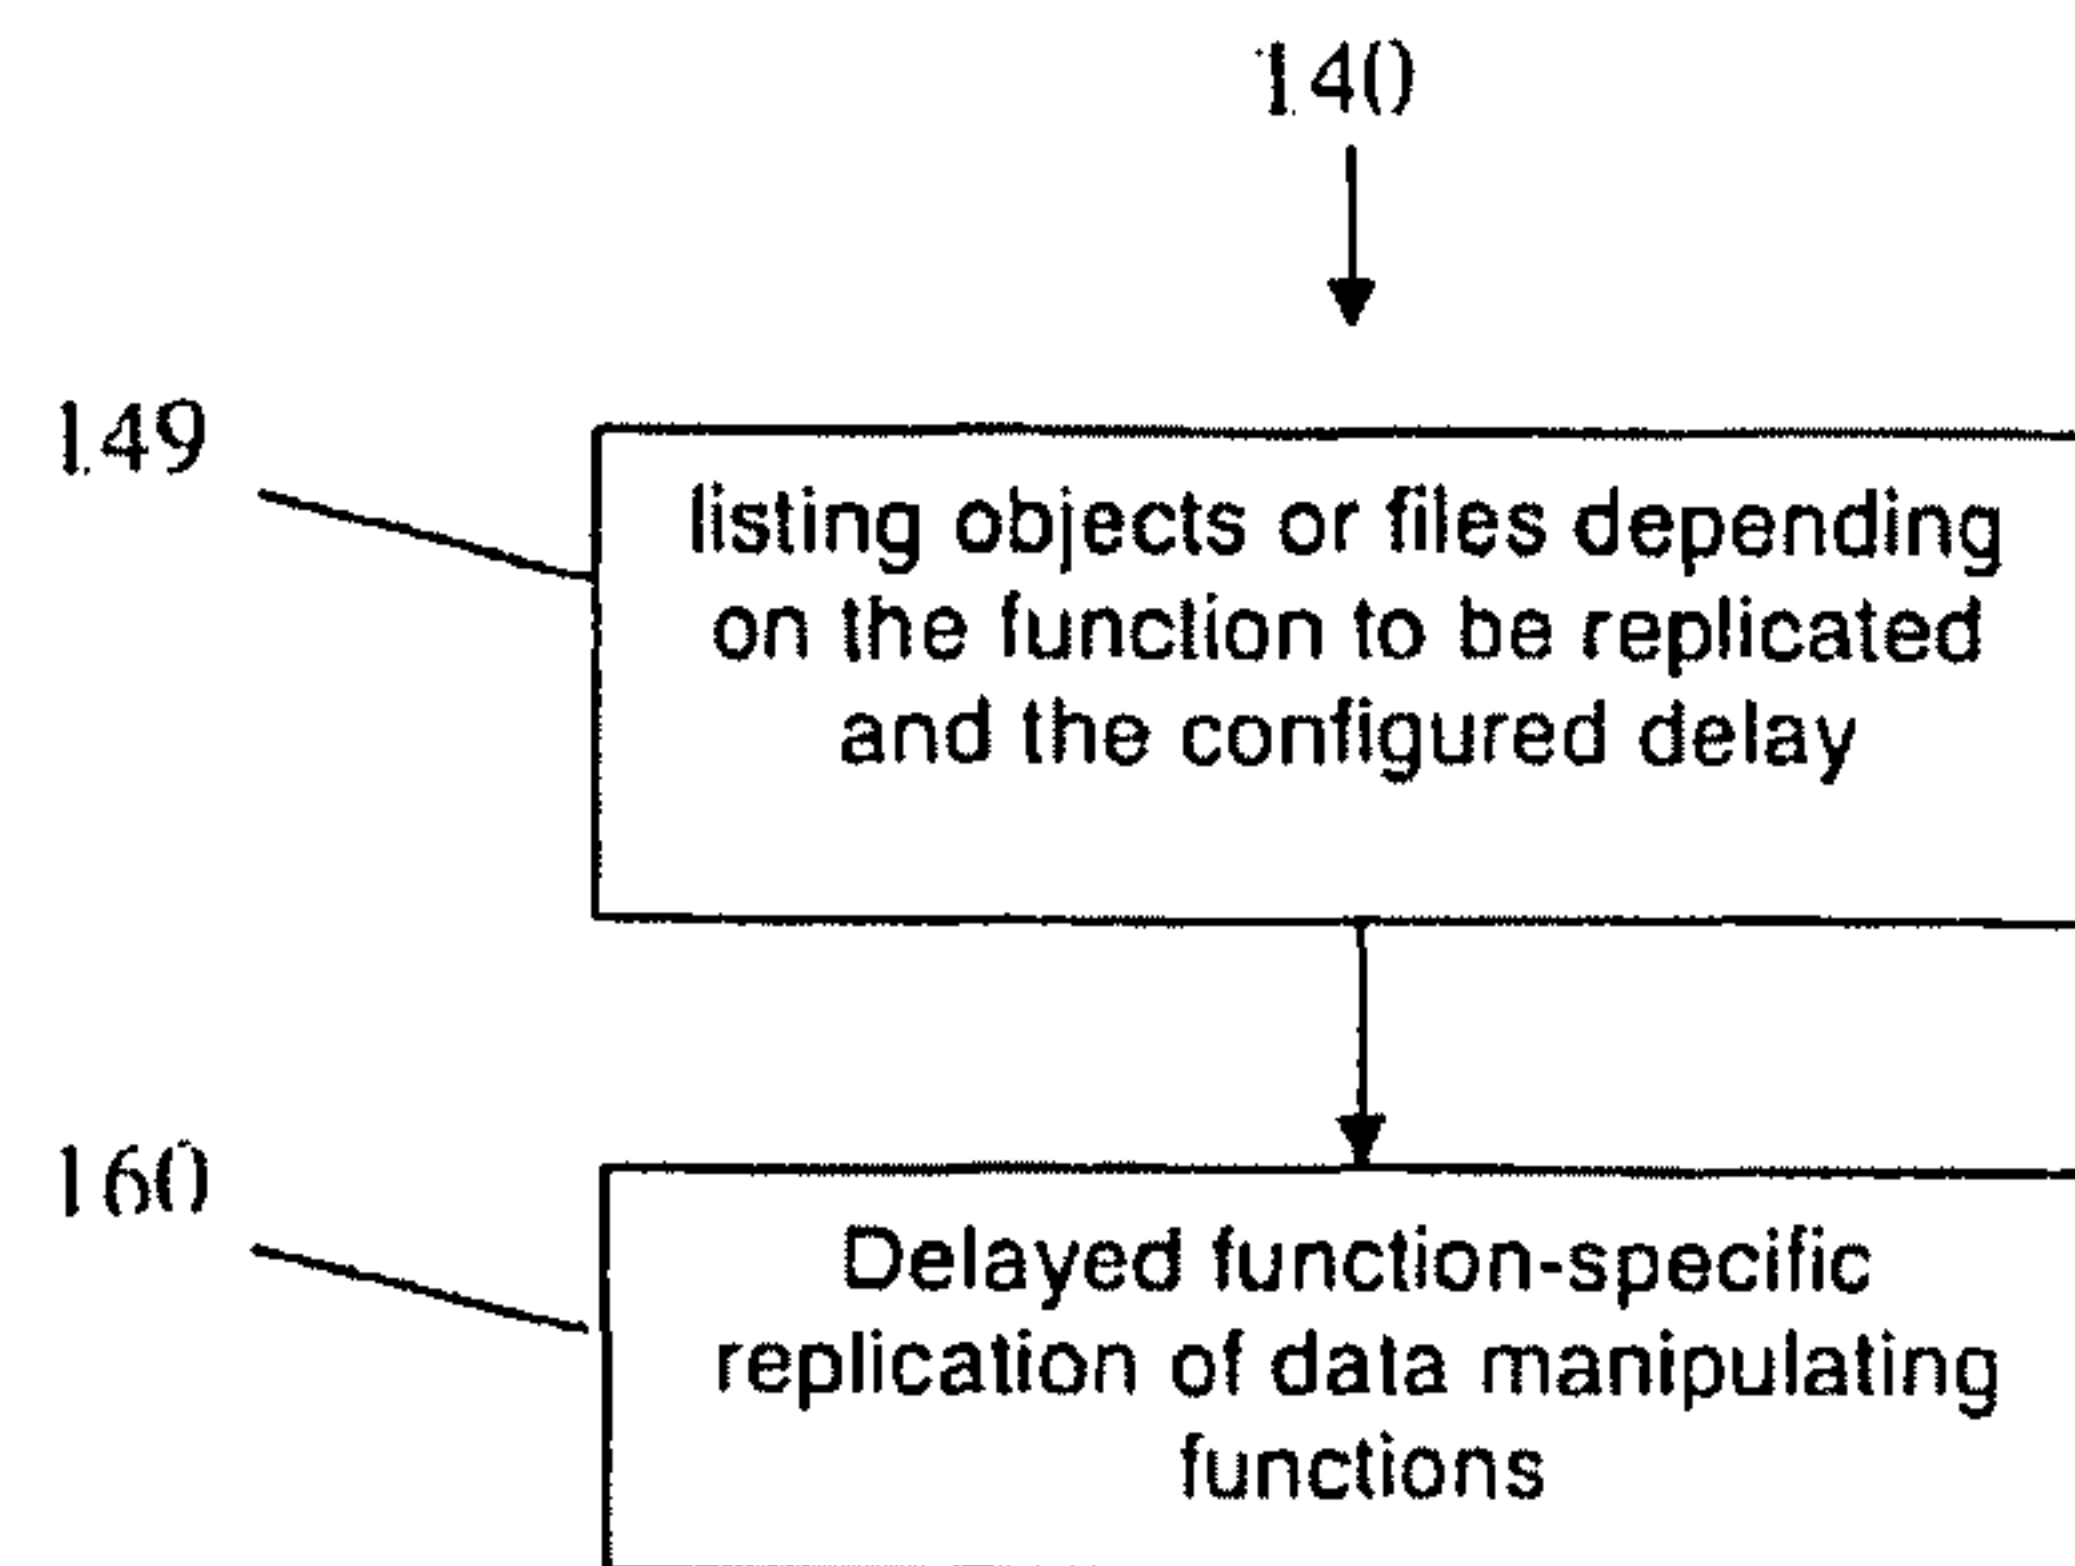 140
149
listing objects or files depending
on the function to be replicated
and the configured delay
160
Delayed function-specific
replication of data manipulating
functions